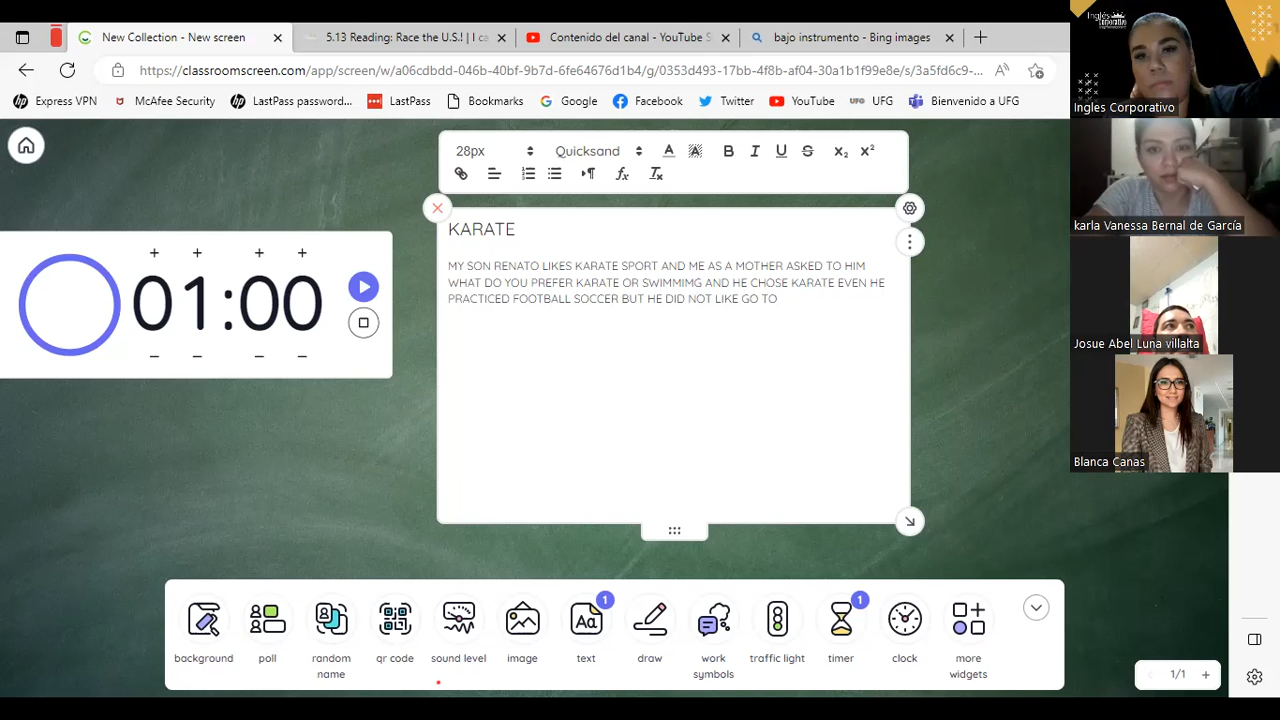 New Collection - New screen
5.13 Reading: Race the U.S.! | I ca
Contenido del canal - YouTube S
bajo instrumento - Bing images
https://classroomscreen.com/app/screen/w/a06cbdbd-046b-40bf-9b7d-6fe64676d1b4/g/0353d493-17bb-4f8b-af04-30a1b1f99e8e/s/3a5fd6c9-...
Express VPN
McAfee Security
LastPass password...
LastPass
Bookmarks
Google
Facebook
Twitter
YouTube
UFG
UFG
Bienvenido a UFG
28px
Quicksand
KARATE
MY SON RENATO LIKES KARATE SPORT AND ME AS A MOTHER ASKED TO HIM
WHAT DO YOU PREFER KARATE OR SWIMMIMG AND HE CHOSE KARATE EVEN HE
PRACTICED FOOTBALL SOCCER BUT HE DID NOT LIKE GO TO
01:00
background
poll
random name
qr code
sound level
image
1
text
draw
work symbols
traffic light
1
timer
clock
more widgets
1/1
Inglés
Corporativo
Ingles Corporativo
karla Vanessa Bernal de García
Josue Abel Luna villalta
Blanca Canas